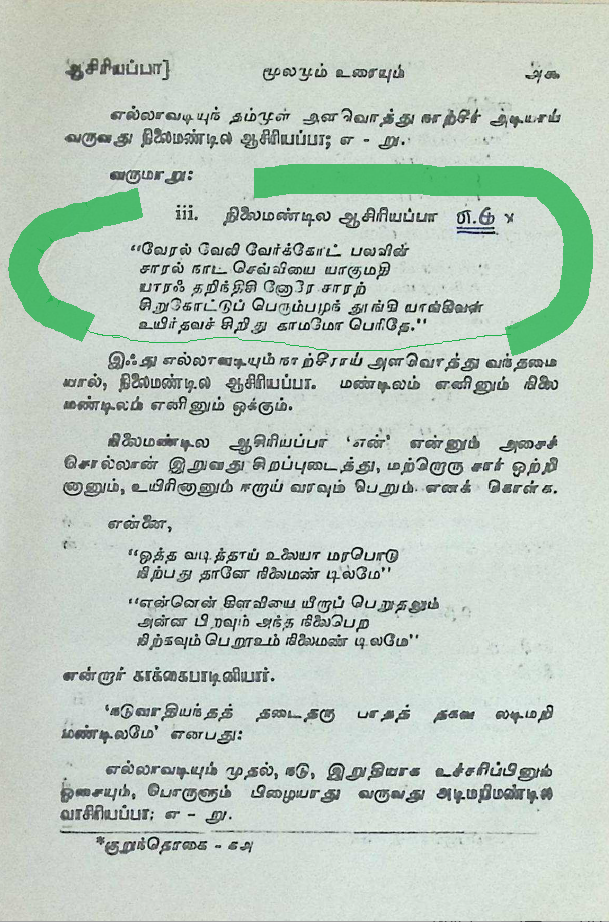 ஆசிரியப்பா] மூலமும் உரையும் அக
எல்லாவடியுந் தம்முள் அளவொத்து நாற்சீர் அடியாய்
வருவது நிலைமண்டில ஆசிரியப்பா; எ - று.
வருமாறு:
iii. நிலைமண்டில ஆசிரியப்பா
“வேரல் வேலி வேர்க்கோட் பலவின்
சாரல் நாட செவ்வியை யாகுமதி
யாரஃ தறிந்திசி னோரே சாரற்
சிறுகோட்டுப் பெரும்பழந் தூங்கி யாங்கிவள்
உயிர்தவச் சிறிது காமமோ பெரிதே.”
இஃது எல்லாவடியும் நாற்சீராய் அளவொத்து வந்தமை
யால், நிலைமண்டில ஆசிரியப்பா. மண்டிலம் எனினும் நிலை
மண்டிலம் எனினும் ஒக்கும்.
நிலைமண்டில ஆசிரியப்பா ‘என்’ என்னும் அசைச்
சொல்லான் இறுவது சிறப்புடைத்து, மற்றொரு சார் ஒற்றி
னானும், உயிரினானும் ஈறாய் வரவும் பெறும் எனக் கொள்க.
என்னை,
“ஒத்த வடித்தாய் உலையா மரபொடு
நிற்பது தானே நிலைமண் டிலமே”
“என்னென் கிளவியை யீறாப் பெறுதலும்
அன்ன பிறவும் அந்த நிலைபெற
நிற்கவும் பெறூஉம் நிலைமண் டிலமே”
என்றார் காக்கைபாடினியார்.
‘நடுவாதியந்தத் தடைதரு பாதத் தகவ லடிமறி
மண்டிலமே’ என்பது:
எல்லாவடியும் முதல், நடு, இறுதியாக உச்சரிப்பினும்
ஓசையும், பொருளும் பிழையாது வருவது அடிமறிமண்டில
வாசிரியப்பா; எ - று.
*குறுந்தொகை - கஅ